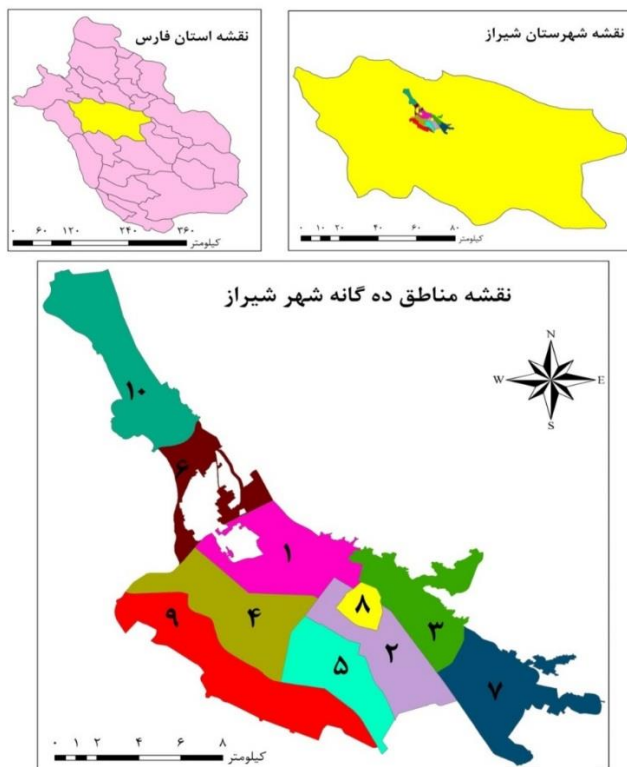 نقشه استان فارس
۰ ۶۰ ۱۲۰ ۲۴۰ ۳۶۰
کیلومتر
نقشه شهرستان شیراز
۰ ۱۰ ۲۰ ۴۰ ۶۰ ۸۰
کیلومتر
نقشه مناطق ده گانه شهر شیراز
N
W E
S
۱۰
۶
۱
۸
۳
۹
۴
۲
۵
۷
۰ ۱ ۲ ۴ ۶ ۸
کیلومتر